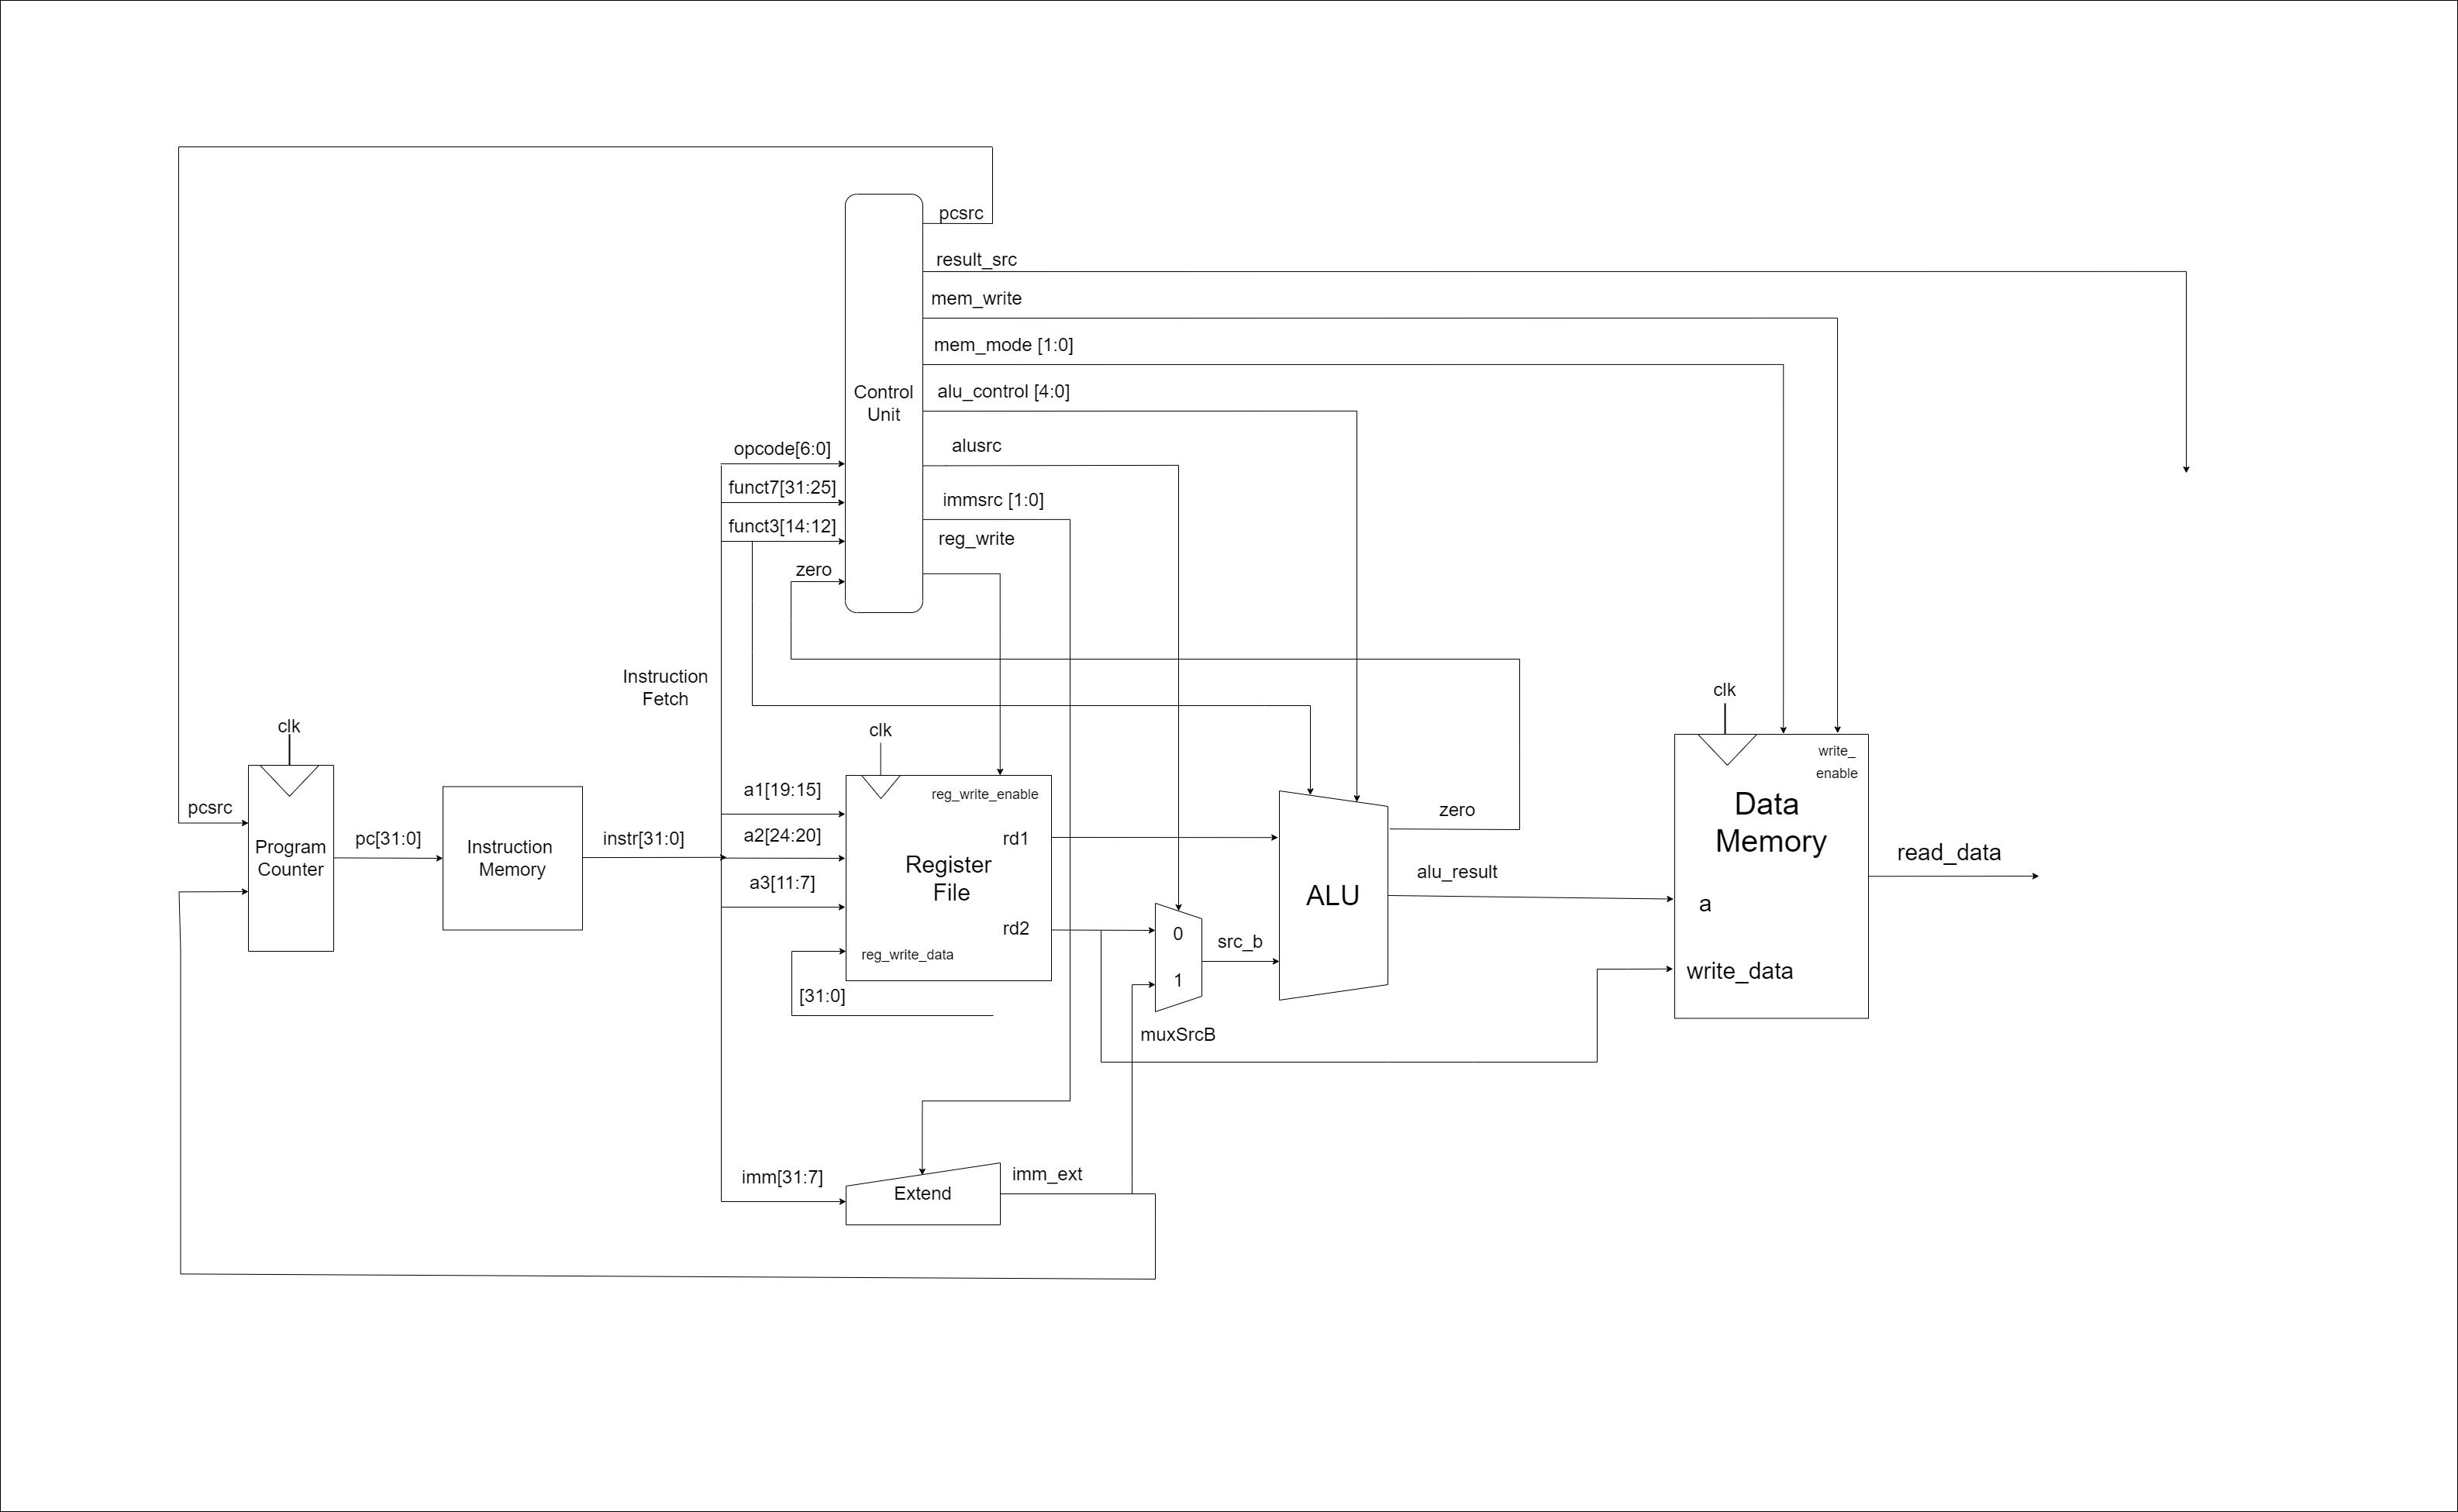 pcsrc
result_src
mem_write
mem_mode [1:0]
alu_control [4:0]
Control
Unit
alusrc
opcode[6:0]
funct7[31:25]
immsrc [1:0]
funct3[14:12]
reg_write
zero
Instruction
Fetch
clk
clk
clk
write_
enable
pcsrc
Program
Counter
pc[31:0]
Instruction
Memory
instr[31:0]
a1[19:15]
a2[24:20]
a3[11:7]
reg_write_enable
rd1
Register
File
rd2
reg_write_data
[31:0]
0
1
muxSrcB
src_b
ALU
zero
alu_result
Data
Memory
a
write_data
read_data
imm[31:7]
Extend
imm_ext